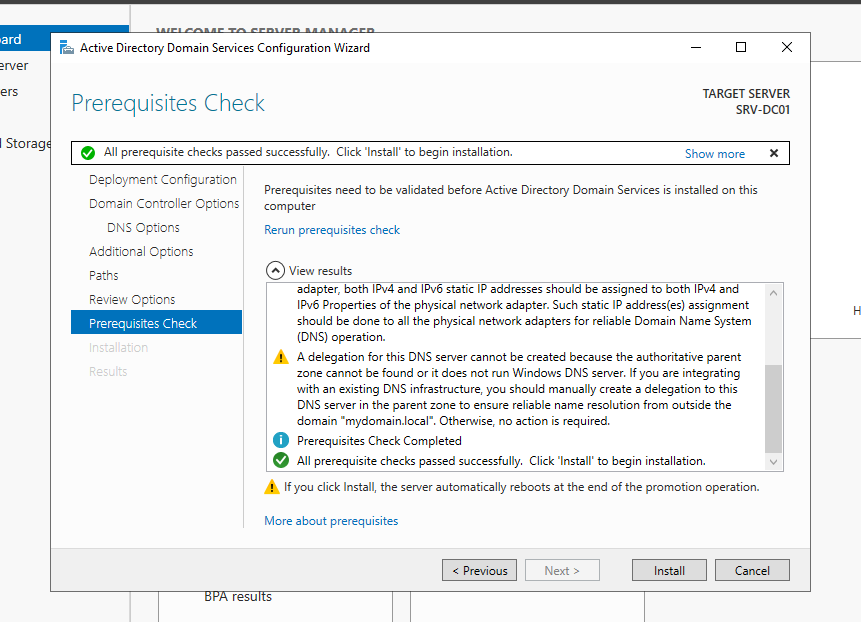 WELCOME TO SERVER MANAGER
Active Directory Domain Services Configuration Wizard
ard
erver
ers
l Storage
Prerequisites Check
TARGET SERVER
SRV-DC01
All prerequisite checks passed successfully.  Click 'Install' to begin installation.
Show more
Deployment Configuration
Domain Controller Options
DNS Options
Additional Options
Paths
Review Options
Prerequisites Check
Installation
Results
Prerequisites need to be validated before Active Directory Domain Services is installed on this
computer
Rerun prerequisites check
View results
adapter, both IPv4 and IPv6 static IP addresses should be assigned to both IPv4 and
IPv6 Properties of the physical network adapter. Such static IP address(es) assignment
should be done to all the physical network adapters for reliable Domain Name System
(DNS) operation.
A delegation for this DNS server cannot be created because the authoritative parent
zone cannot be found or it does not run Windows DNS server. If you are integrating
with an existing DNS infrastructure, you should manually create a delegation to this
DNS server in the parent zone to ensure reliable name resolution from outside the
domain "mydomain.local". Otherwise, no action is required.
Prerequisites Check Completed
All prerequisite checks passed successfully.  Click 'Install' to begin installation.
If you click Install, the server automatically reboots at the end of the promotion operation.
More about prerequisites
< Previous
Next >
Install
Cancel
H
BPA results